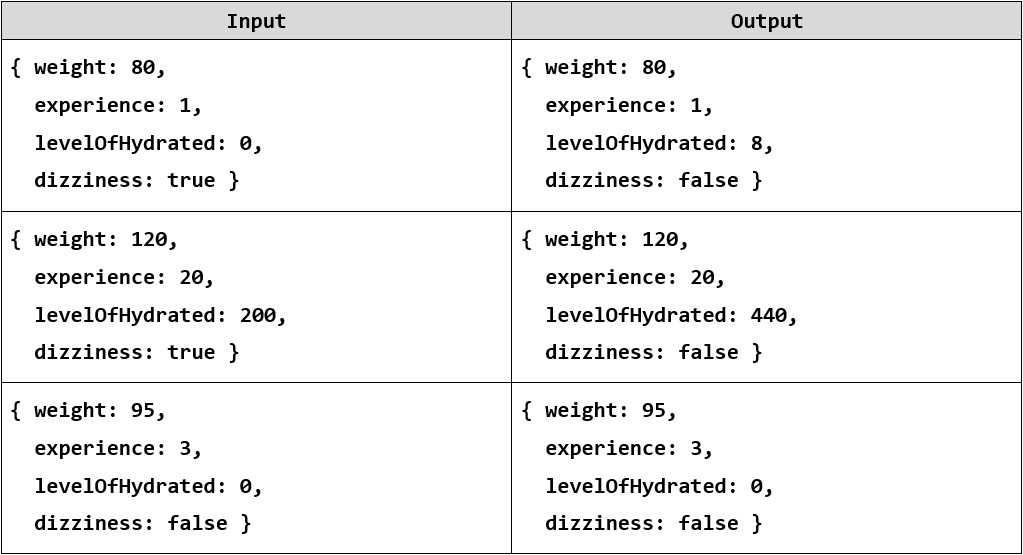 Input
Output
{ weight: 80,
experience: 1,
levelOfHydrated: 0,
dizziness: true }
{ weight: 80,
experience: 1,
levelOfHydrated: 8,
dizziness: false }
{ weight: 120,
experience: 20,
levelOfHydrated: 200,
dizziness: true }
{ weight: 120,
experience: 20,
levelOfHydrated: 440,
dizziness: false }
{ weight: 95,
experience: 3,
levelOfHydrated: 0,
dizziness: false }
{ weight: 95,
experience: 3,
levelOfHydrated: 0,
dizziness: false }